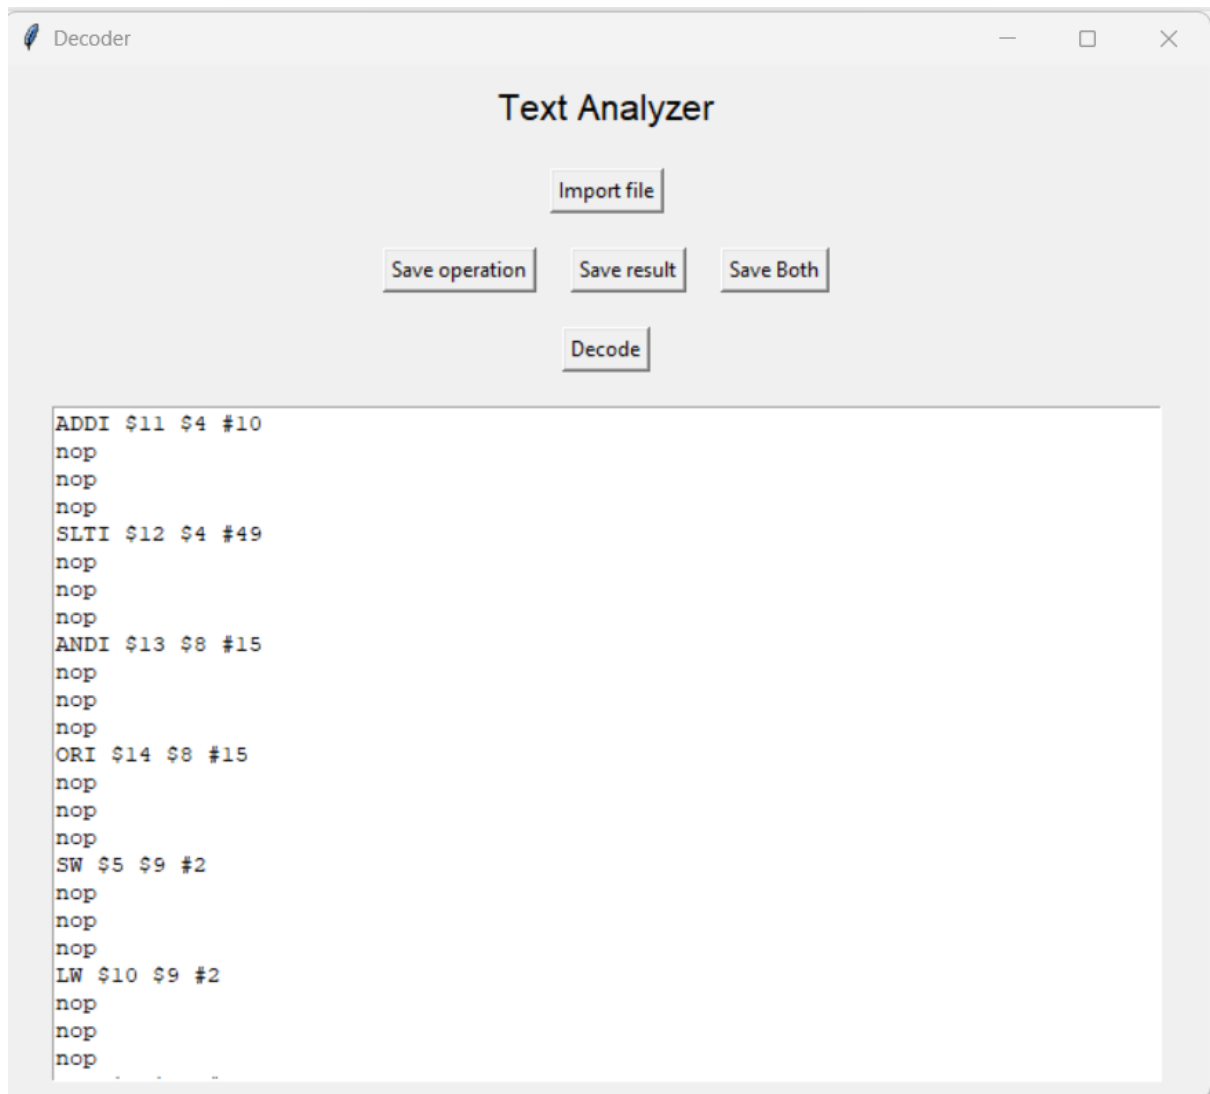 Decoder
Text Analyzer
Import file
Save operation Save result Save Both
Decode
ADDI $11 $4 #10
nop
nop
nop
SLTI $12 $4 #49
nop
nop
nop
ANDI $13 $8 #15
nop
nop
nop
ORI $14 $8 #15
nop
nop
nop
SW $5 $9 #2
nop
nop
nop
LW $10 $9 #2
nop
nop
nop